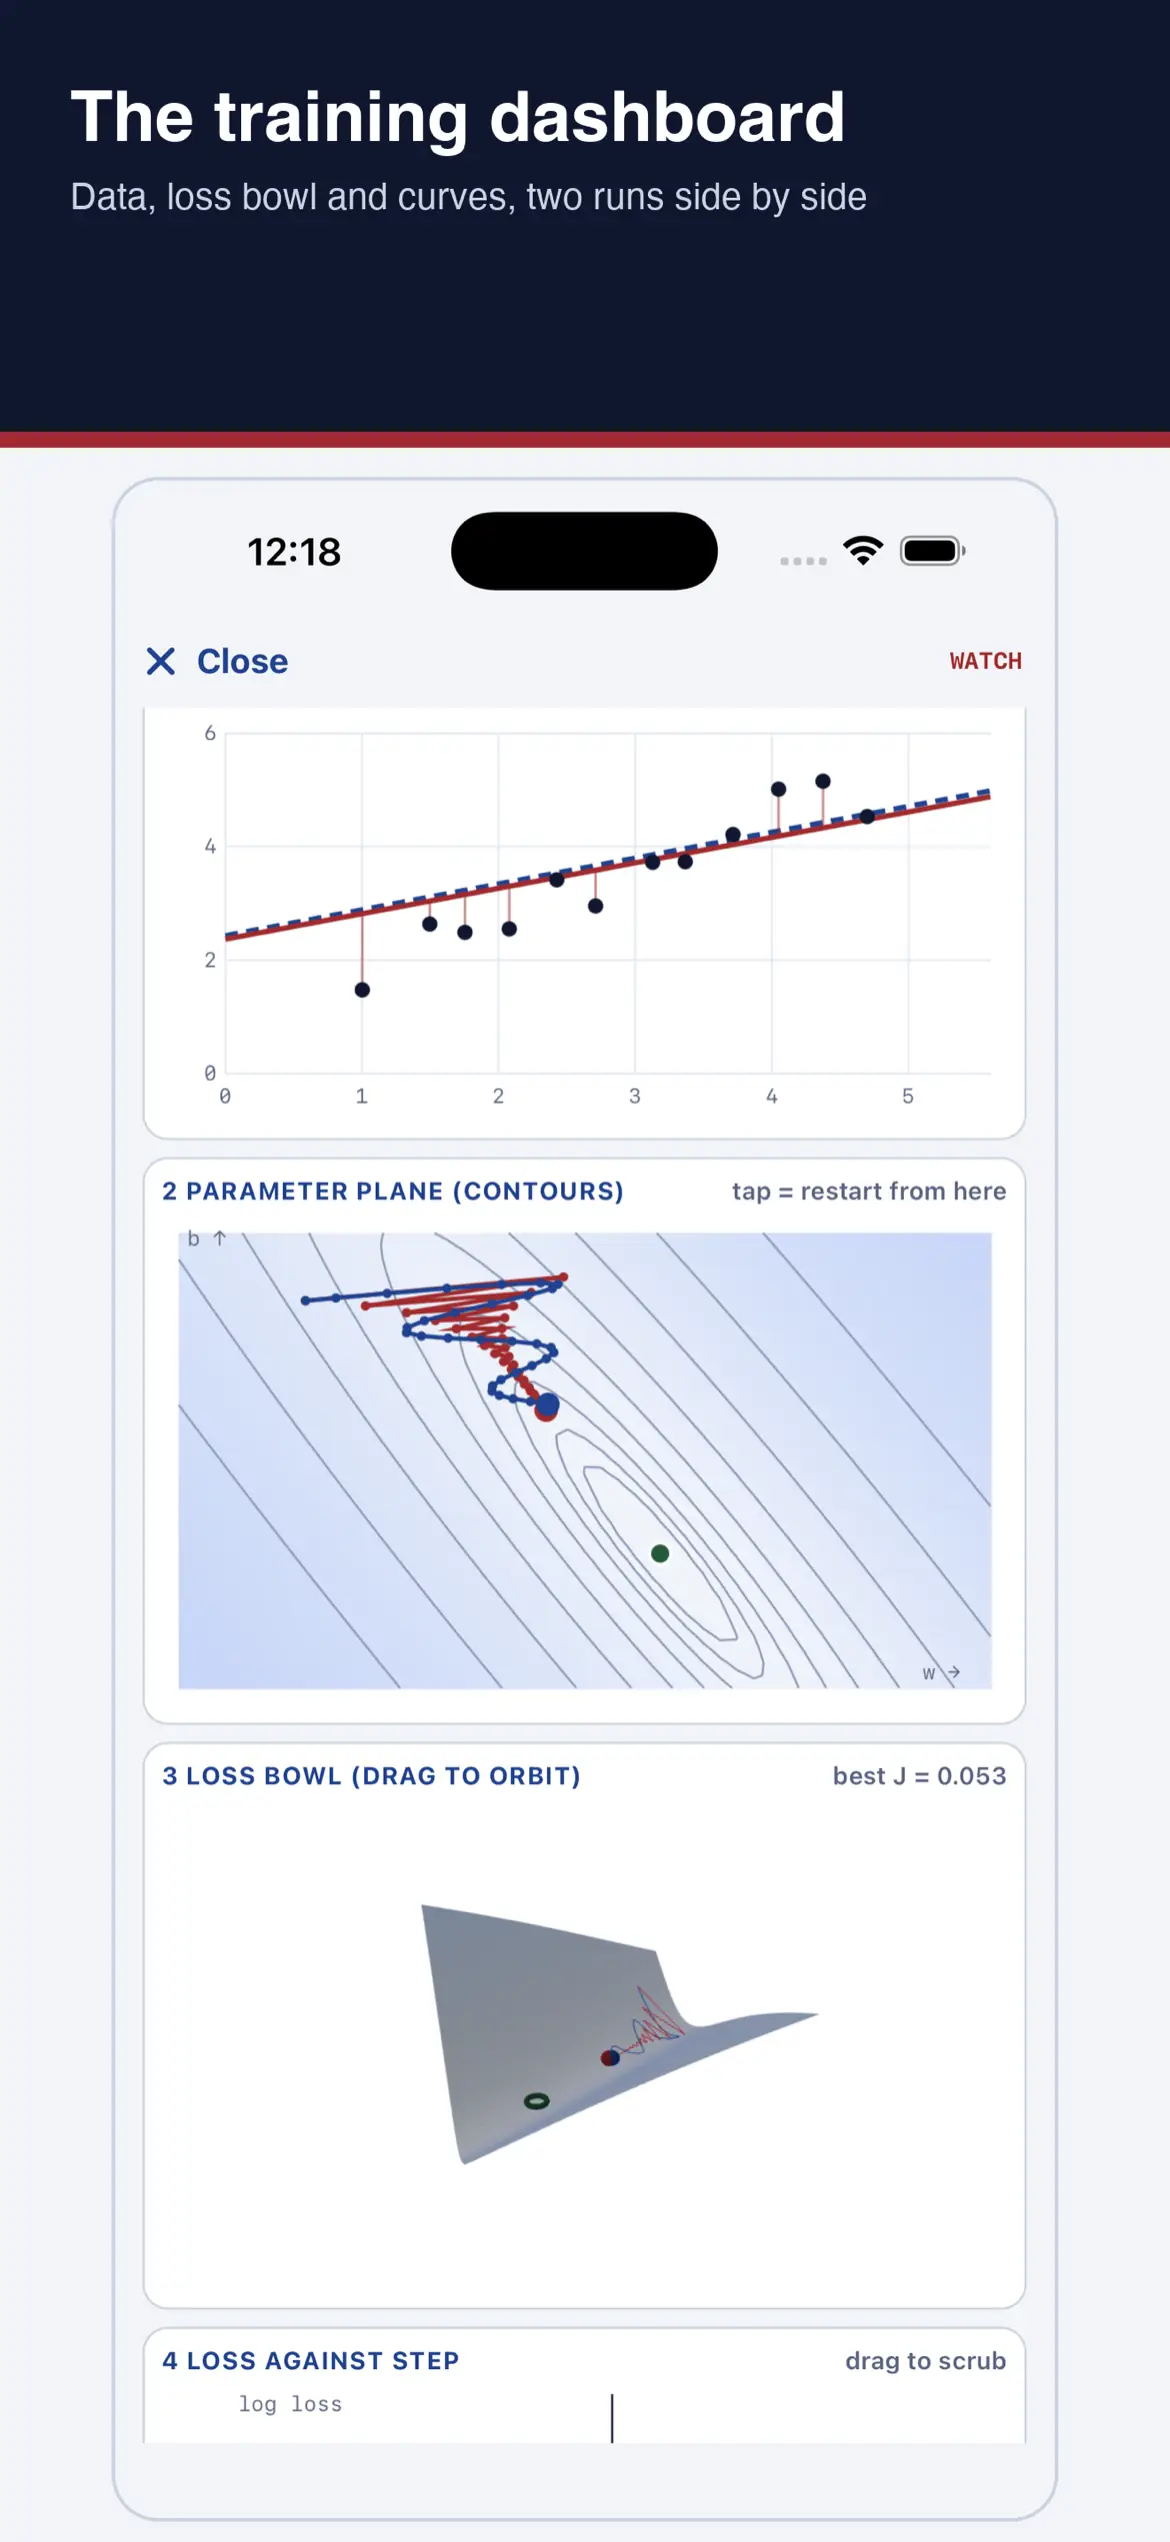 The training dashboard
Data, loss bowl and curves, two runs side by side
12:18
Close
WATCH
6
4
2
0
0 1 2 3 4 5
2 PARAMETER PLANE (CONTOURS) tap = restart from here
b ↑
w →
3 LOSS BOWL (DRAG TO ORBIT) best J = 0.053
4 LOSS AGAINST STEP drag to scrub
log loss